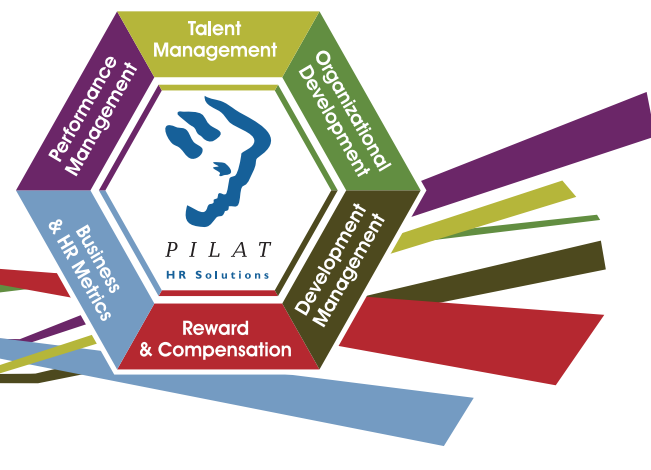 Talent
Management
Organizational
Development
Development
Management
Reward
& Compensation
Business
& HR Metrics
Performance
Management
PILAT
HR Solutions